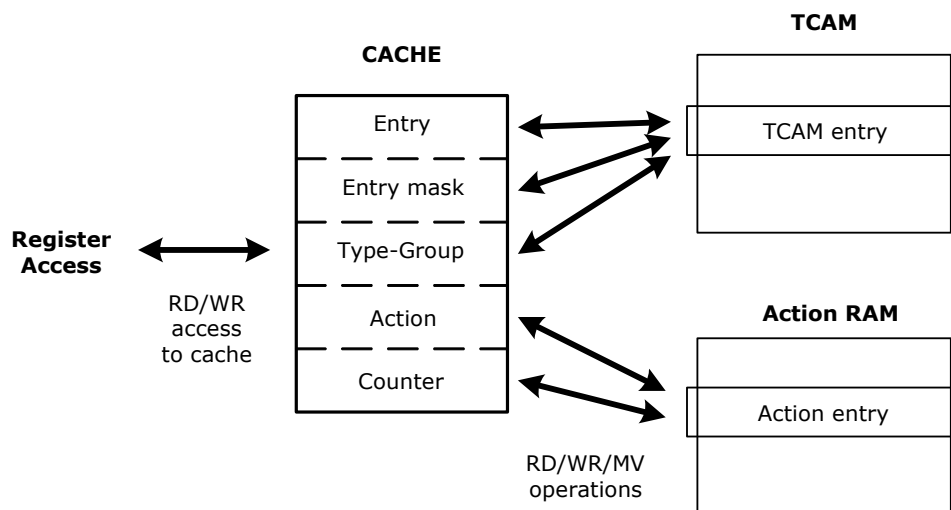 TCAM
CACHE
Entry
TCAM entry
Entry mask
Register
Access
Type-Group
RD/WR
access
to cache
Action
Action RAM
Counter
Action entry
RD/WR/MV
operations